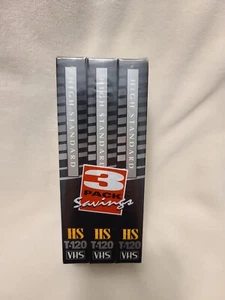 HIGH STANDARD
HIGH STANDARD
HIGH STANDARD
3
PACK
Savings
HS HS HS
T-120 T-120 T-120
VHS VHS VHS